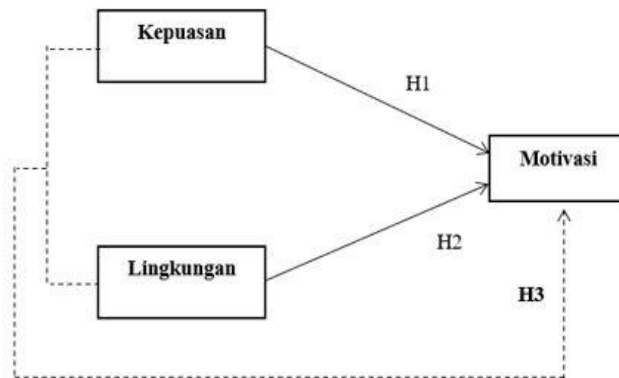 Kepuasan
H1
Motivasi
H2
Lingkungan
H3